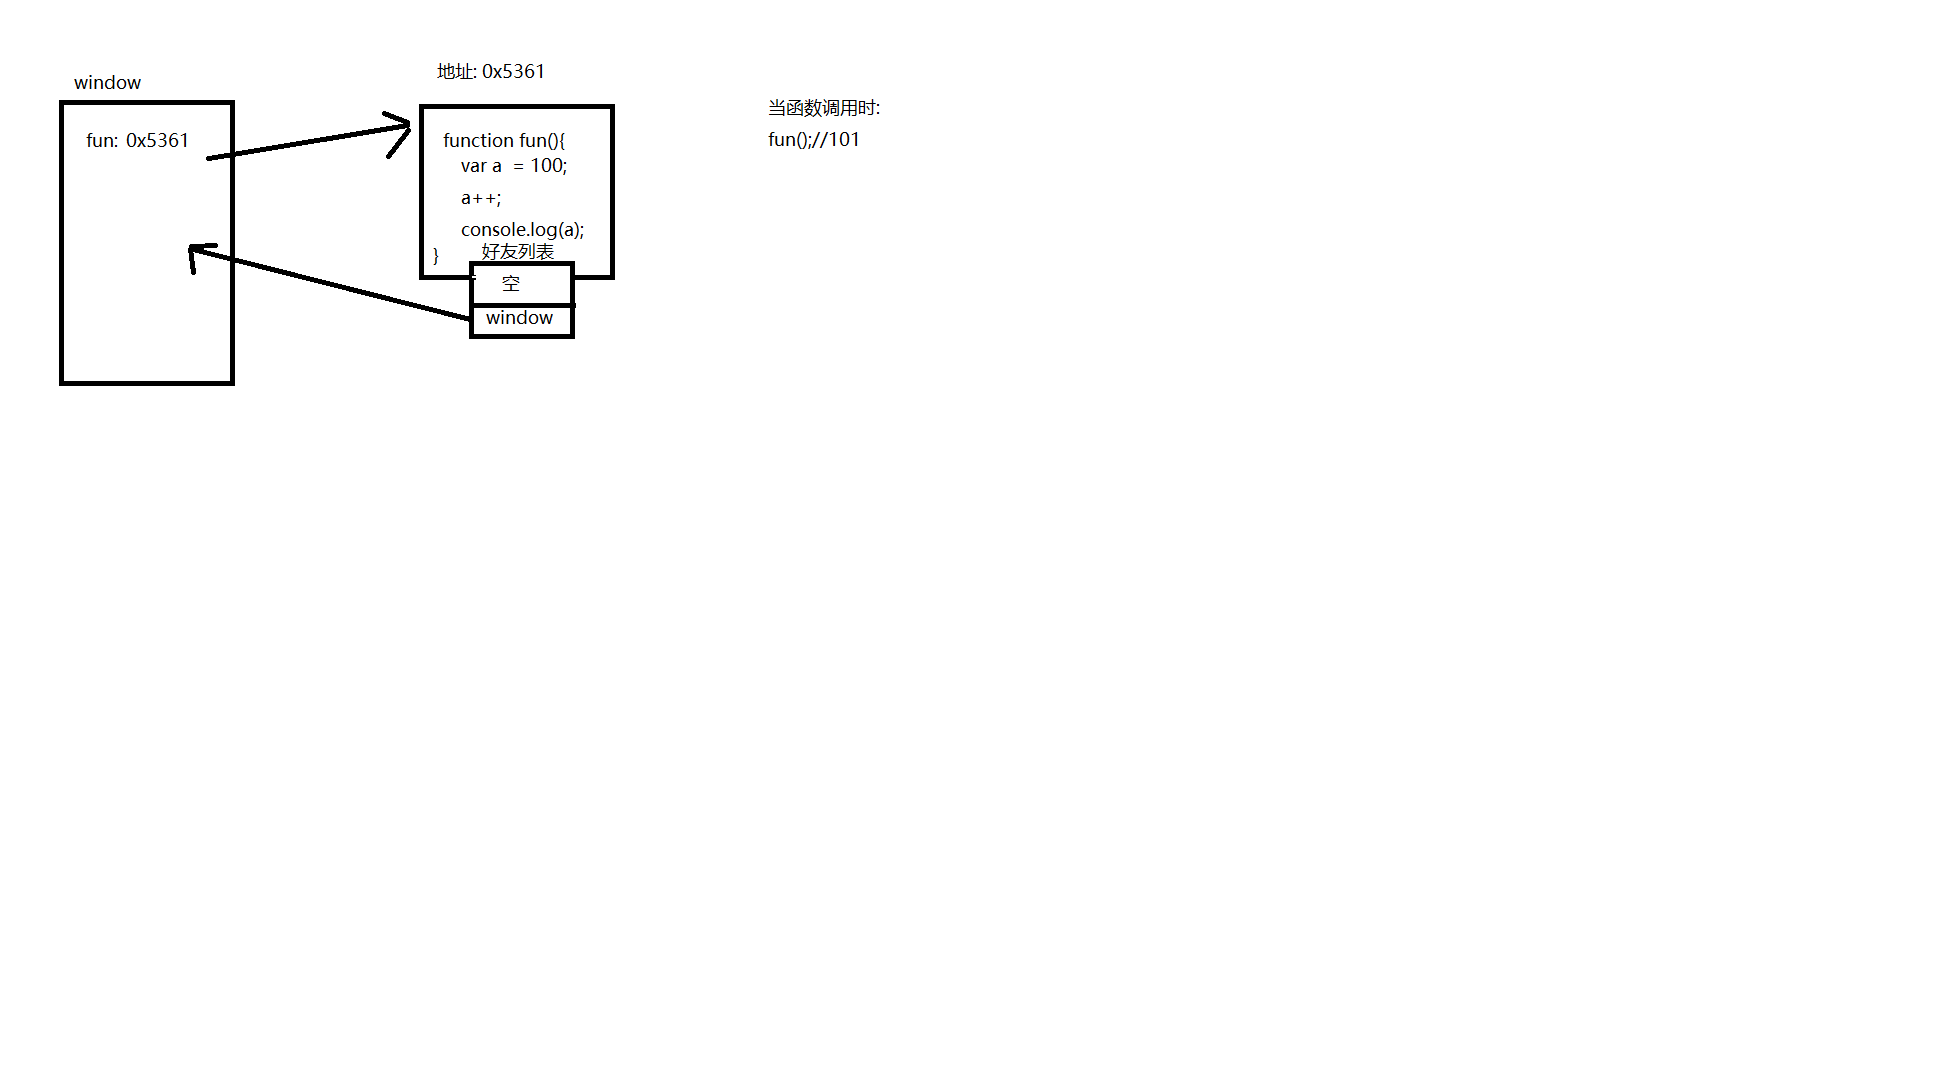 window
fun: 0x5361
地址: 0x5361
function fun(){
var a = 100;
a++;
console.log(a);
}
好友列表
空
window
当函数调用时:
fun();//101